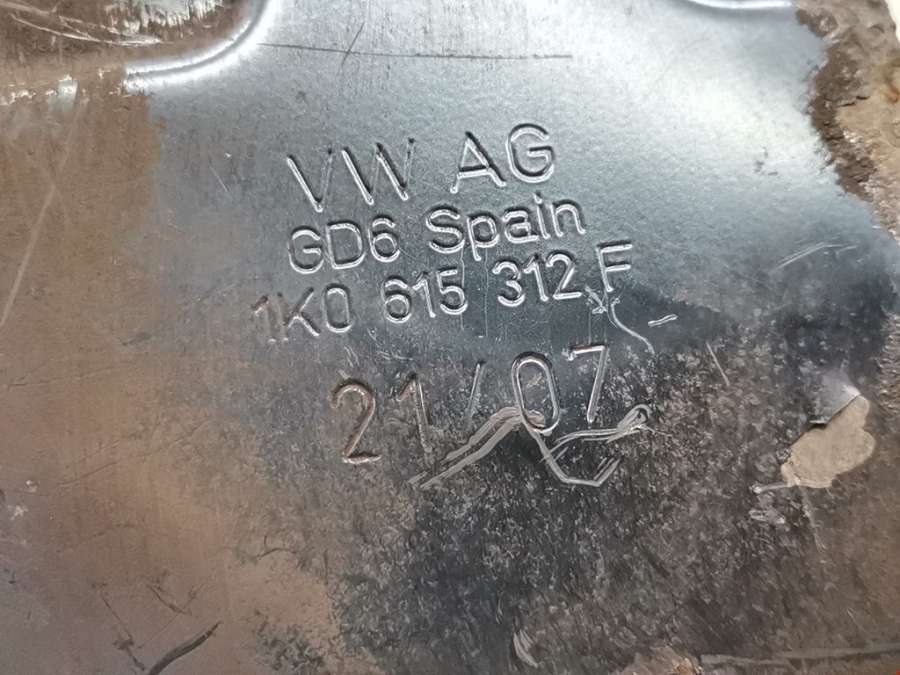 VW AG
GD6 Spain
1K0 615 312 F
21/07